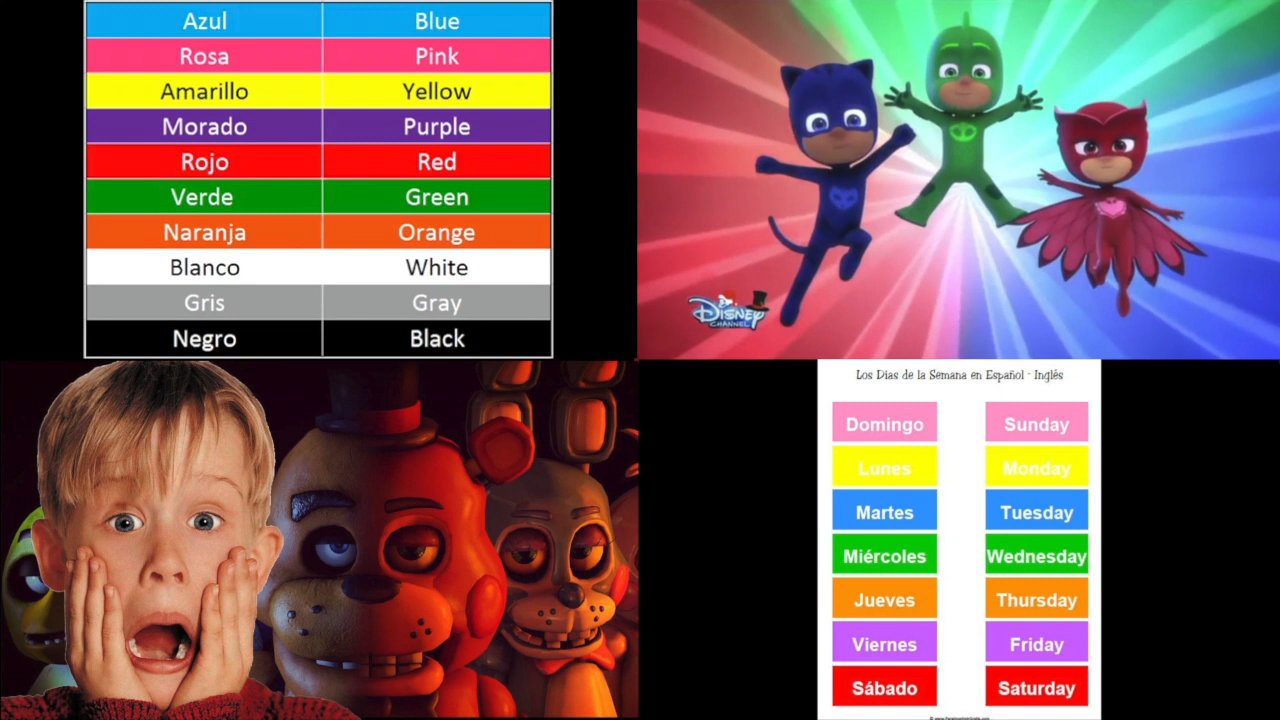 Azul Blue
Rosa Pink
Amarillo Yellow
Morado Purple
Rojo Red
Verde Green
Naranja Orange
Blanco White
Gris Gray
Negro Black
Disney
CHANNEL
Los Dias de la Semana en Español - Inglés
Domingo Sunday
Lunes Monday
Martes Tuesday
Miércoles Wednesday
Jueves Thursday
Viernes Friday
Sábado Saturday